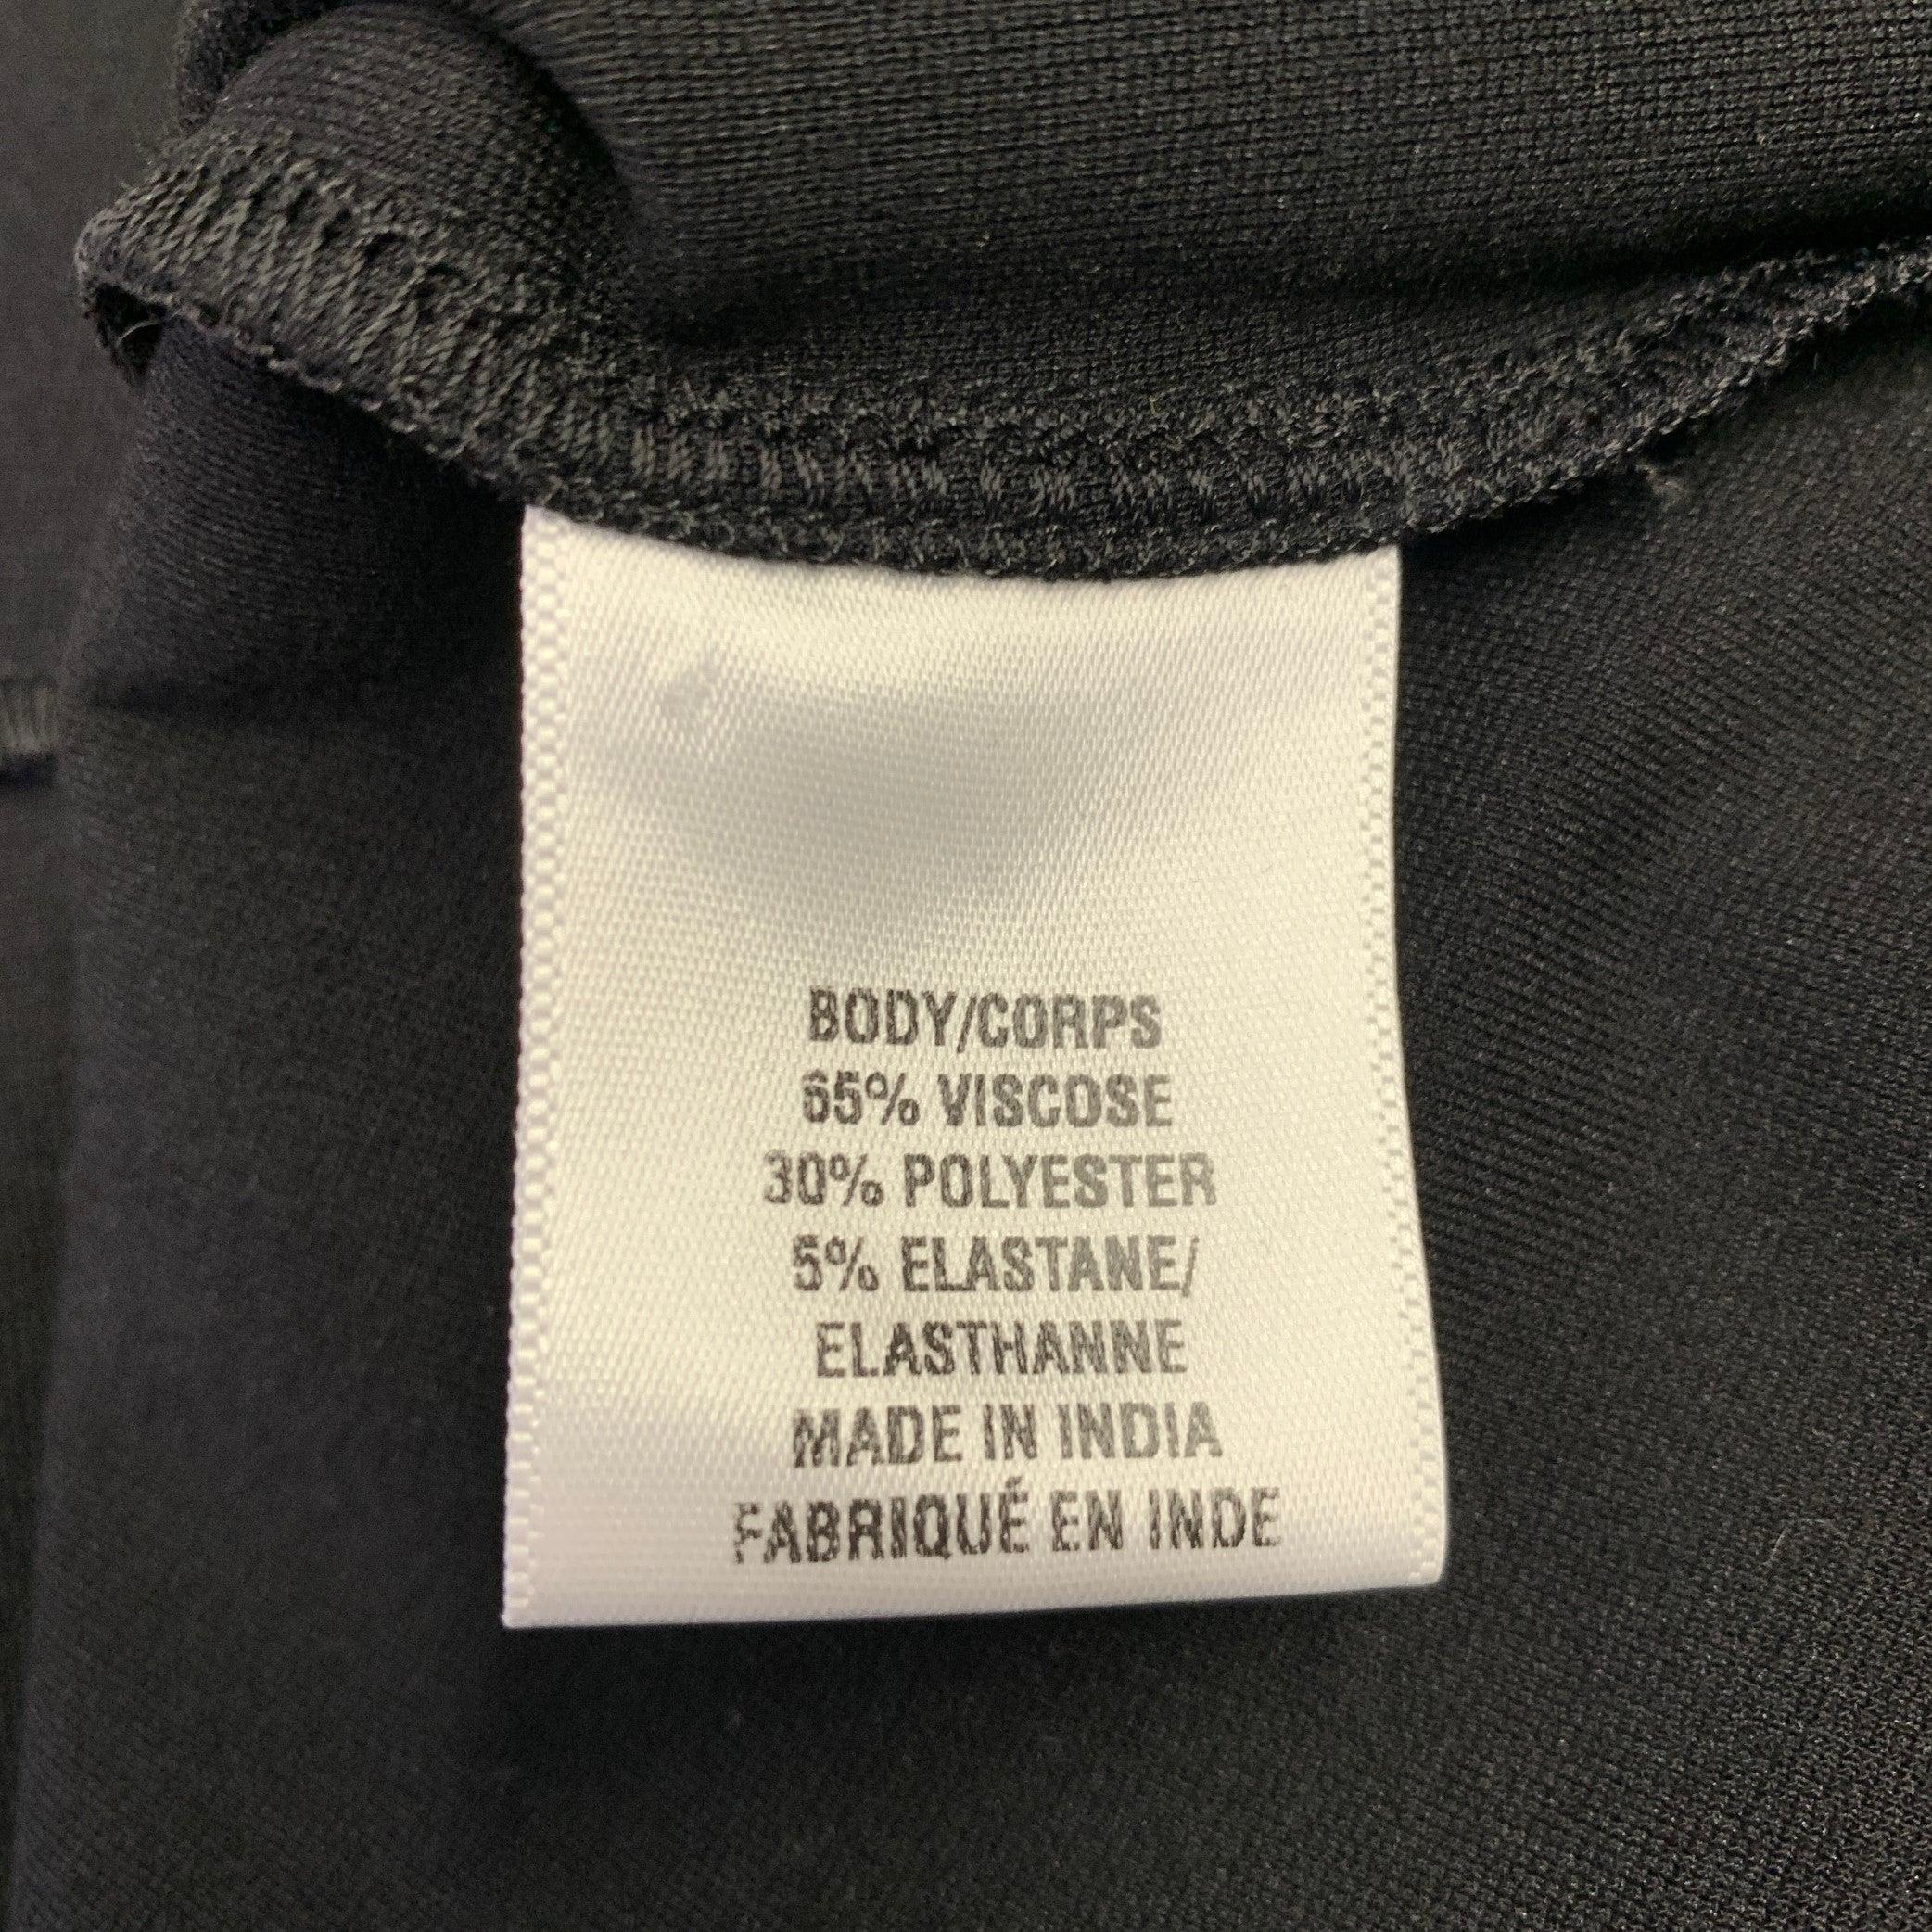 BODY/CORPS
65% VISCOSE
30% POLYESTER
5% ELASTANE/
ELASTHANNE
MADE IN INDIA
FABRIQUÉ EN INDE